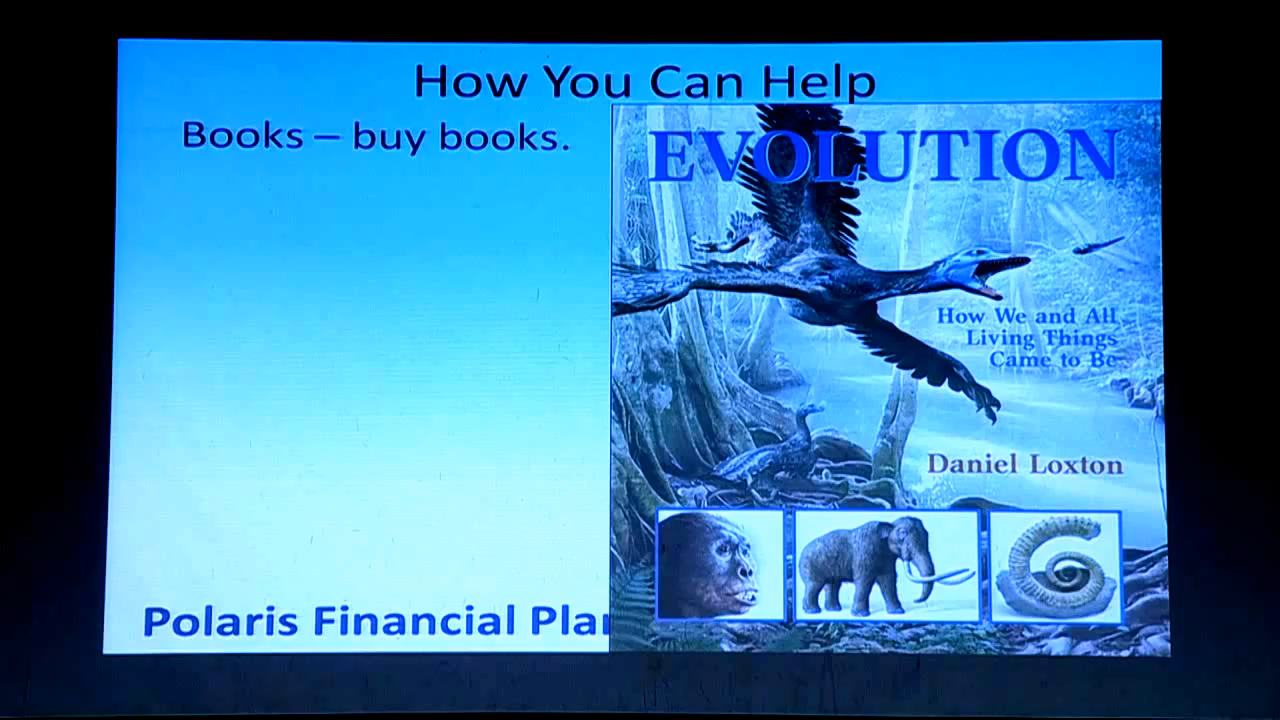 How You Can Help
Books – buy books.
EVOLUTION
How We and All
Living Things
Came to Be
Daniel Loxton
Polaris Financial Pla